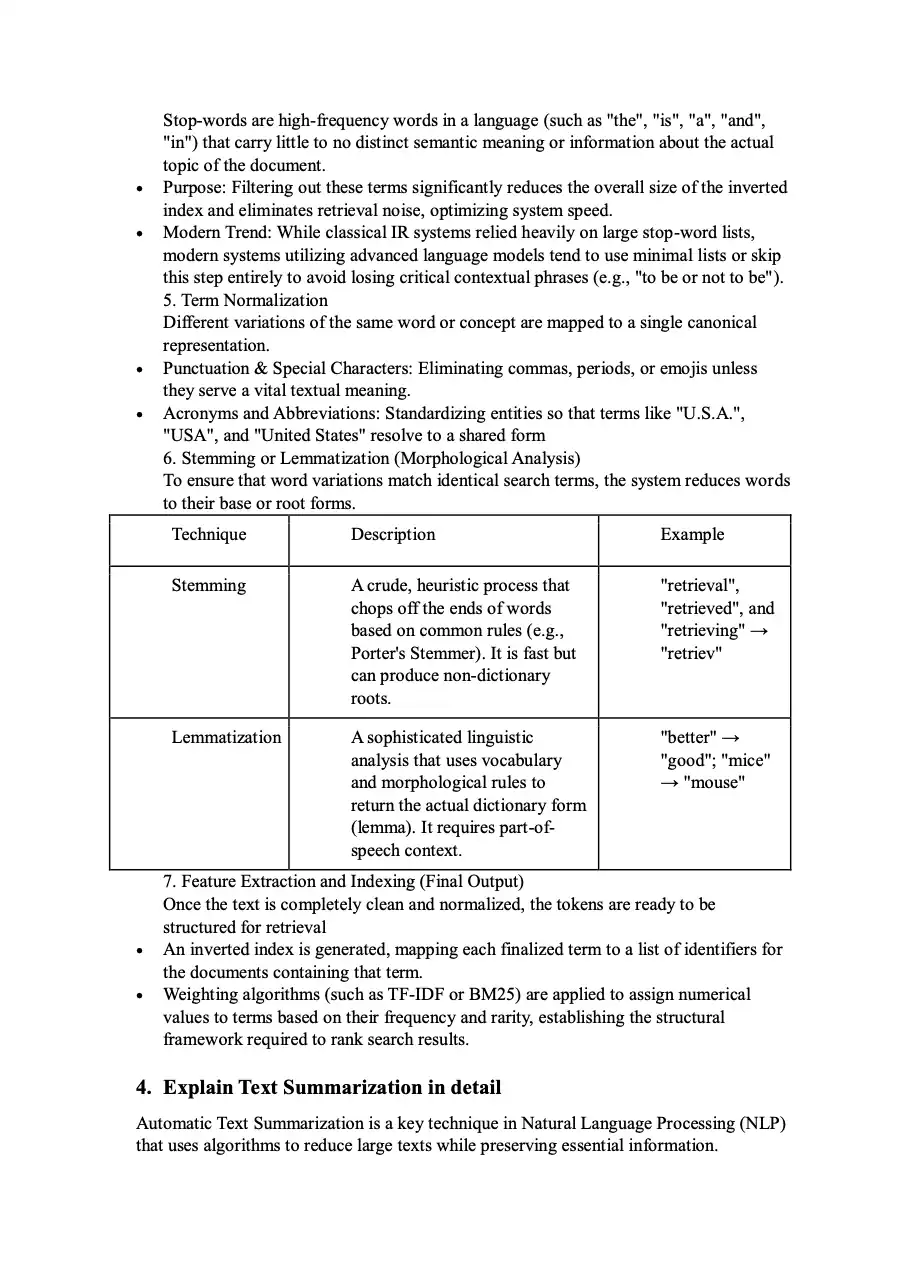 Stop-words are high-frequency words in a language (such as "the", "is", "a", "and",
"in") that carry little to no distinct semantic meaning or information about the actual
topic of the document.
• Purpose: Filtering out these terms significantly reduces the overall size of the inverted
index and eliminates retrieval noise, optimizing system speed.
• Modern Trend: While classical IR systems relied heavily on large stop-word lists,
modern systems utilizing advanced language models tend to use minimal lists or skip
this step entirely to avoid losing critical contextual phrases (e.g., "to be or not to be").
5. Term Normalization
Different variations of the same word or concept are mapped to a single canonical
representation.
• Punctuation & Special Characters: Eliminating commas, periods, or emojis unless
they serve a vital textual meaning.
• Acronyms and Abbreviations: Standardizing entities so that terms like "U.S.A.",
"USA", and "United States" resolve to a shared form
6. Stemming or Lemmatization (Morphological Analysis)
To ensure that word variations match identical search terms, the system reduces words
to their base or root forms.
Technique
Description
Example
Stemming
A crude, heuristic process that
chops off the ends of words
based on common rules (e.g.,
Porter's Stemmer). It is fast but
can produce non-dictionary
roots.
"retrieval",
"retrieved", and
"retrieving" →
"retriev"
Lemmatization
A sophisticated linguistic
analysis that uses vocabulary
and morphological rules to
return the actual dictionary form
(lemma). It requires part-of-
speech context.
"better" →
"good"; "mice"
→ "mouse"
7. Feature Extraction and Indexing (Final Output)
Once the text is completely clean and normalized, the tokens are ready to be
structured for retrieval
• An inverted index is generated, mapping each finalized term to a list of identifiers for
the documents containing that term.
• Weighting algorithms (such as TF-IDF or BM25) are applied to assign numerical
values to terms based on their frequency and rarity, establishing the structural
framework required to rank search results.
4. Explain Text Summarization in detail
Automatic Text Summarization is a key technique in Natural Language Processing (NLP)
that uses algorithms to reduce large texts while preserving essential information.